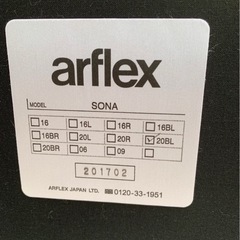 arflex
MODEL SONA
16 16L 16R 16BL
16BR 20L 20R 20BL
20BR 06 09
201702
ARFLEX JAPAN LTD. 0120-33-1951